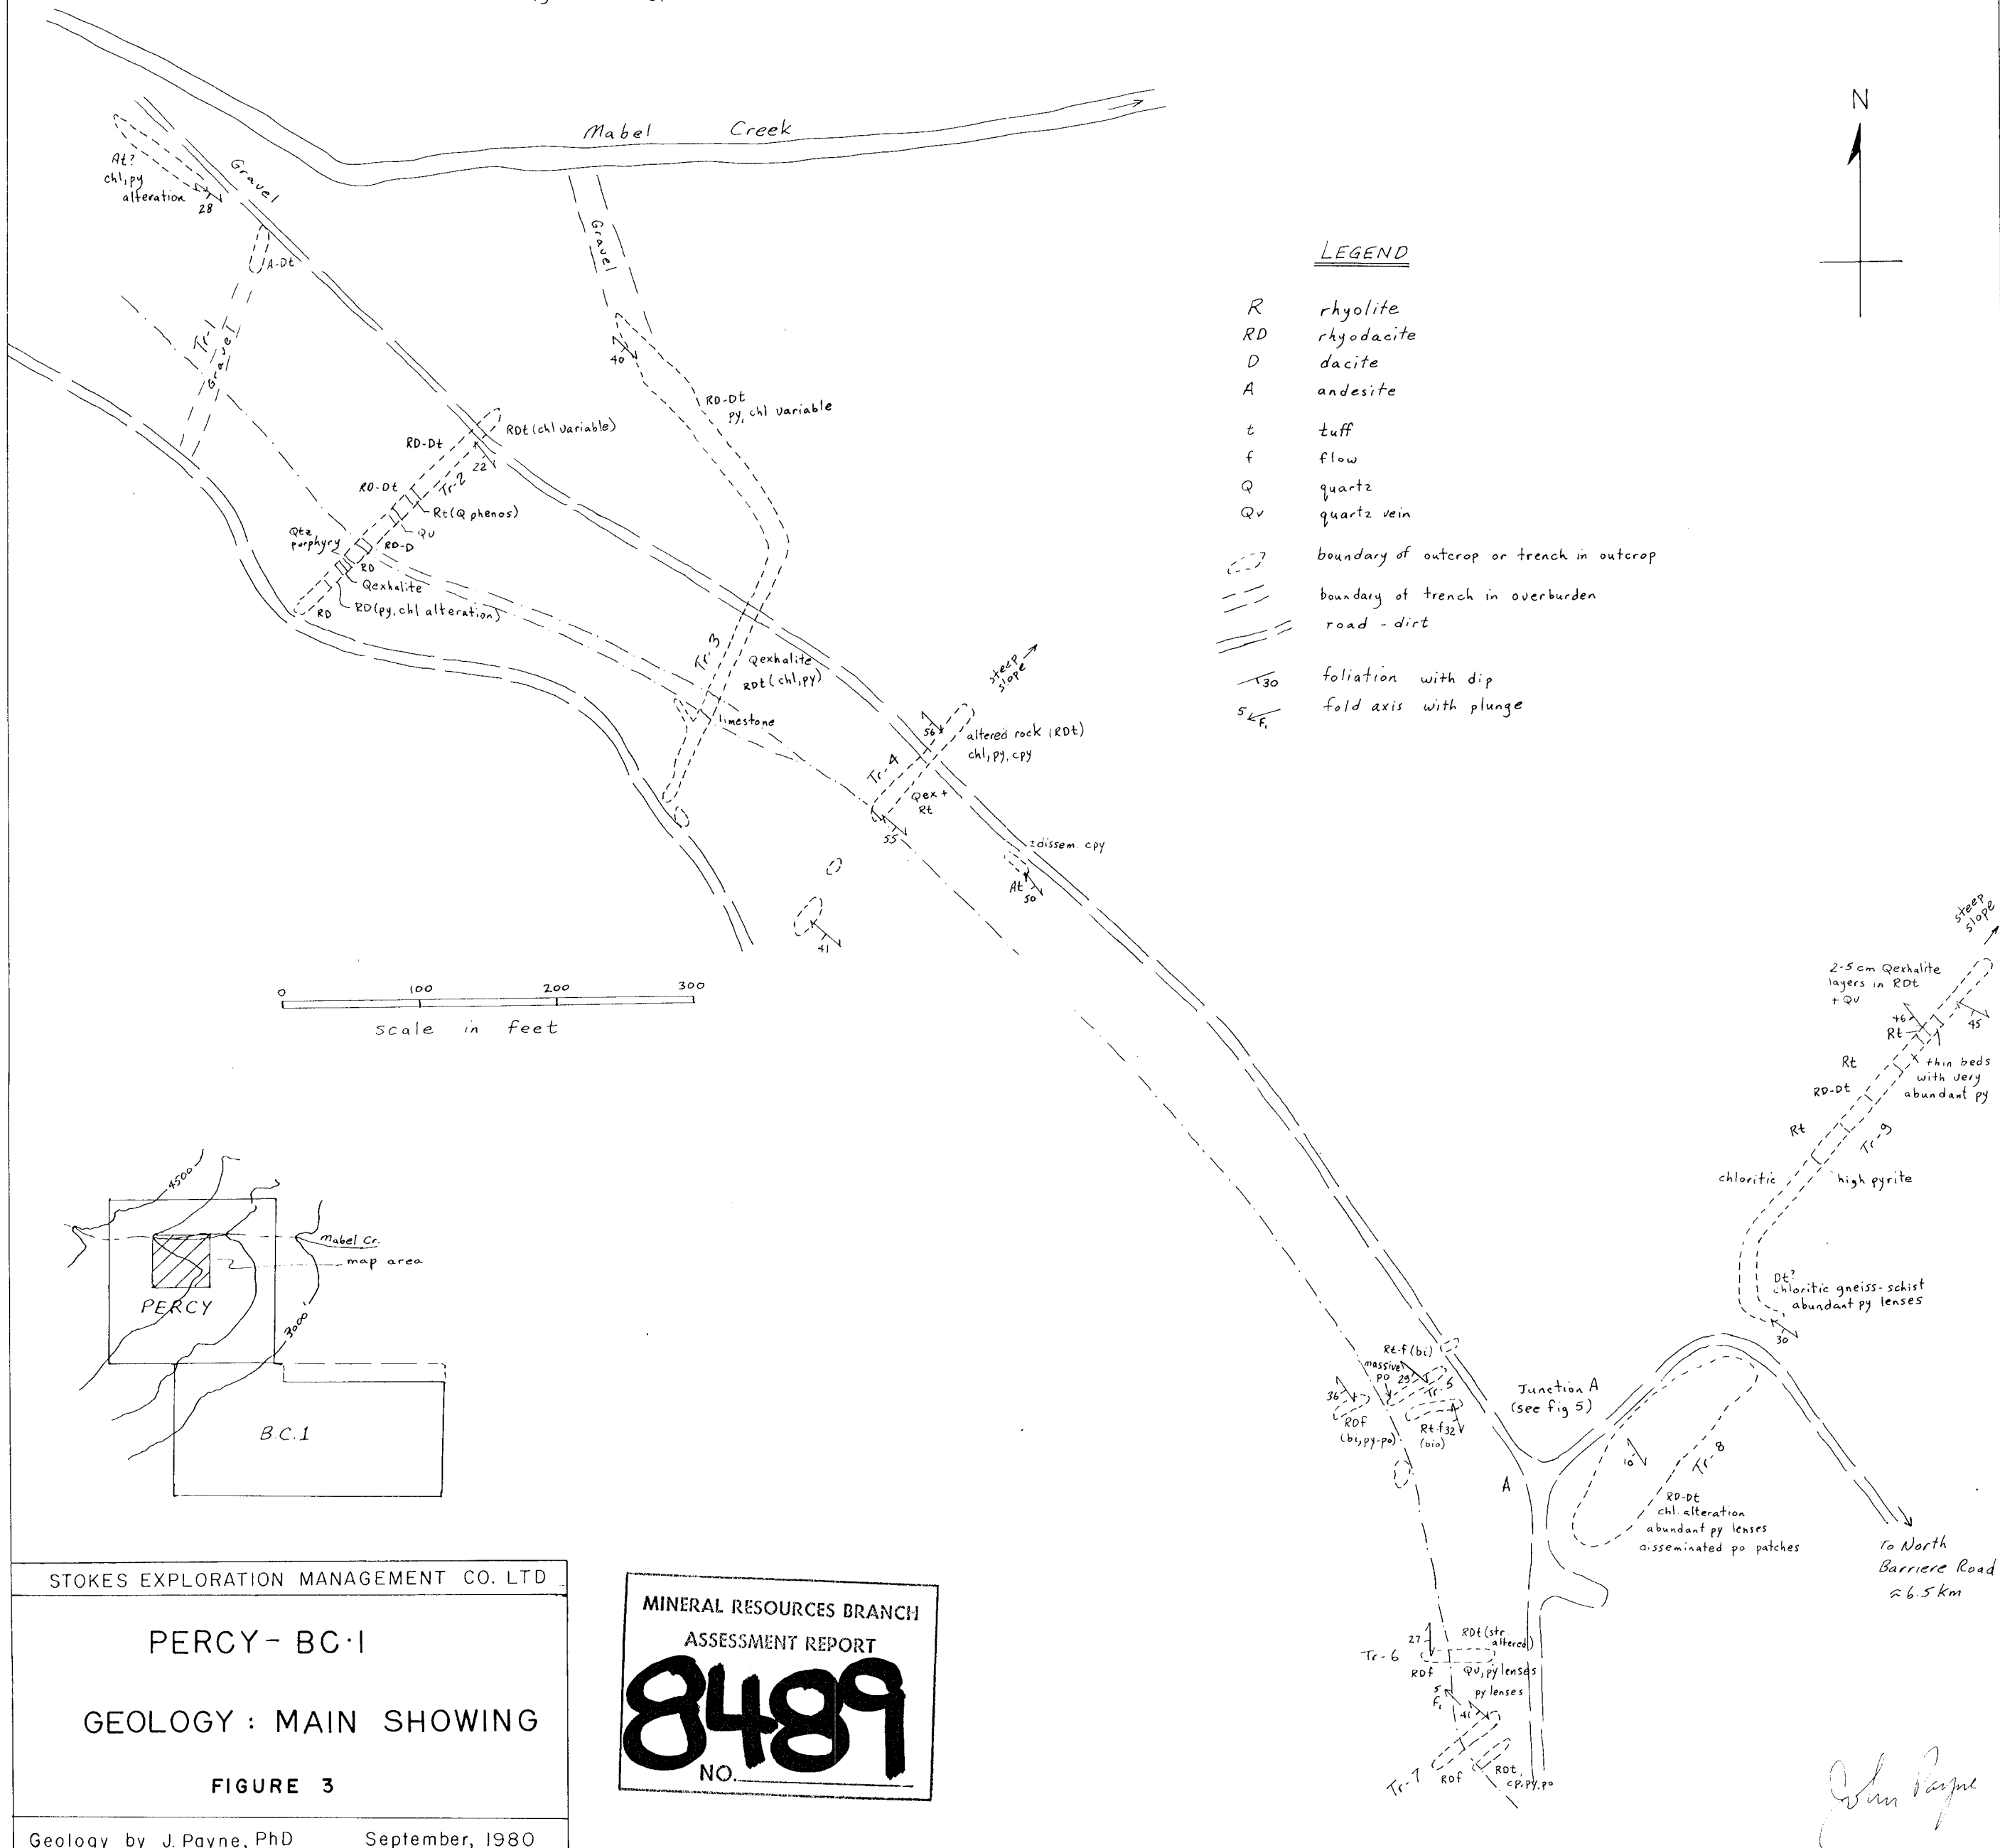 Mabel Creek
N
At?
chl, py
alteration
28
Gravel
A-Dt
Tr-1
Gravel
Gravel
40
RD-Dt
py, chl variable
RD-Dt
RDt (chl variable)
22
Tr-2
RD-Dt
Rt (Q phenos)
Qv
Qtz
porphyry
RD-D
RD
Qexhalite
RD (py, chl alteration)
RD
Tr-3
Qexhalite
RDt (chl, py)
limestone
steep
slope
56
altered rock (RDt)
chl, py, cpy
Tr-4
Qex +
Rt
55
dissem. cpy
At
50
41
LEGEND
R rhyolite
RD rhyodacite
D dacite
A andesite
t tuff
f flow
Q quartz
Qv quartz vein
boundary of outcrop or trench in outcrop
boundary of trench in overburden
road - dirt
30 foliation with dip
5 F₁ fold axis with plunge
0 100 200 300
scale in feet
steep
slope
2-5 cm Qexhalite
layers in RDt
+ Qv
46
Rt
45
Rt
thin beds
with very
abundant py
RD-Dt
Rt
Tr-9
chloritic
high pyrite
Dt?
chloritic gneiss-schist
abundant py lenses
30
4500
Mabel Cr.
map area
PERCY
3000'
B.C.1
Rt-f (bi)
massive
po
29
Tr-5
36
RDf
(bi, py-po)
Rt-f
32
(bio)
Junction A
(see fig 5)
A
10
Tr-8
RD-Dt
chl. alteration
abundant py lenses
disseminated po patches
To North
Barriere Road
≈ 6.5 km
27
RDt (str
altered)
Tr-6
RDf
Qv, py lenses
py lenses
5
F₁
41
Tr-7
RDf
RDt,
cp, py, po
STOKES EXPLORATION MANAGEMENT CO. LTD
PERCY - BC·1
GEOLOGY : MAIN SHOWING
FIGURE 3
Geology by J. Payne, PhD September, 1980
MINERAL RESOURCES BRANCH
ASSESSMENT REPORT
8489
NO.
John Payne